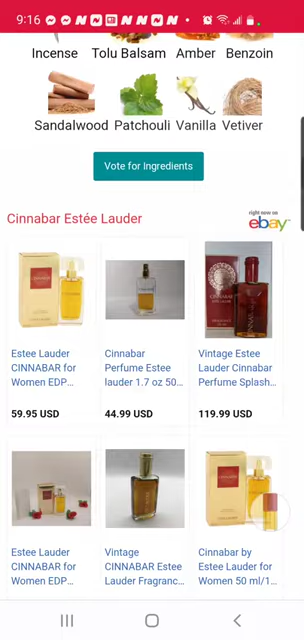 9:16
Incense Tolu Balsam Amber Benzoin
Sandalwood Patchouli Vanilla Vetiver
Vote for Ingredients
Cinnabar Estée Lauder
right now on
ebay
CINNABAR
Estee Lauder
CINNABAR for
Women EDP…
59.95 USD
Cinnabar
Perfume Estee
lauder 1.7 oz 50…
44.99 USD
Vintage Estee
Lauder Cinnabar
Perfume Splash…
119.99 USD
Estee Lauder
CINNABAR for
Women EDP…
Vintage
CINNABAR Estee
Lauder Fragranc…
Cinnabar by
Estee Lauder for
Women 50 ml/1…